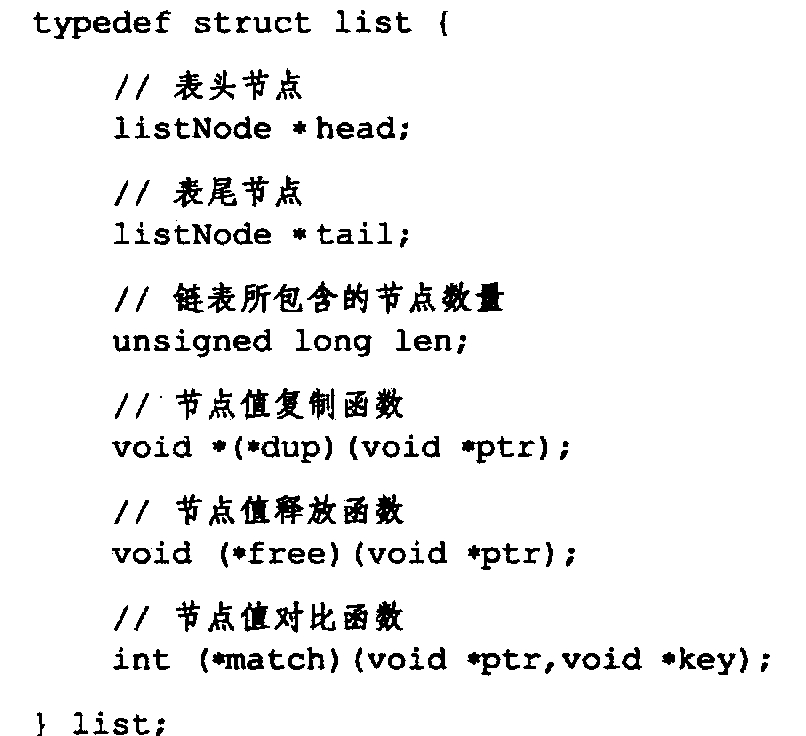 typedef struct list {
// 表头节点
listNode *head;
// 表尾节点
listNode *tail;
// 链表所包含的节点数量
unsigned long len;
// 节点值复制函数
void *(*dup)(void *ptr);
// 节点值释放函数
void (*free)(void *ptr);
// 节点值对比函数
int (*match)(void *ptr,void *key);
} list;